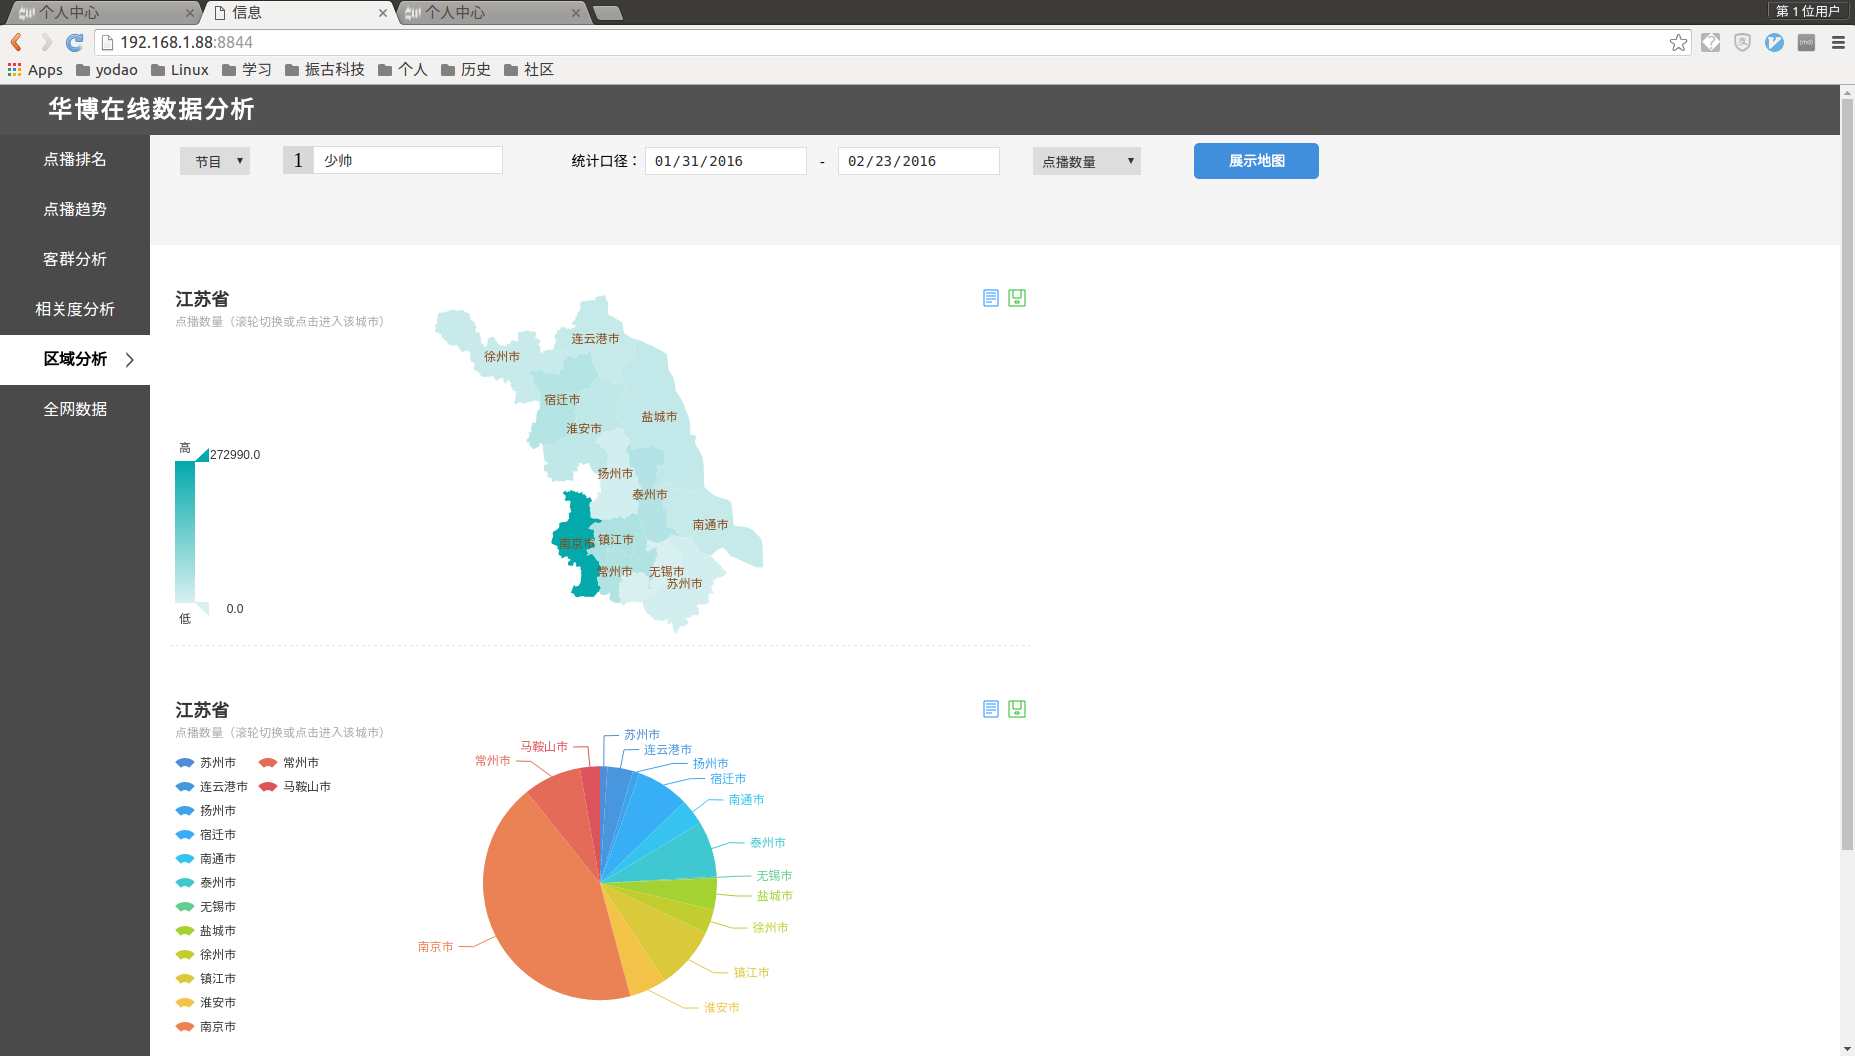 个人中心
信息
个人中心
第 1 位用户
192.168.1.88:8844
Apps
yodao
Linux
学习
振古科技
个人
历史
社区
华博在线数据分析
点播排名
点播趋势
客群分析
相关度分析
区域分析
全网数据
节目
1
少帅
统计口径：
01/31/2016
-
02/23/2016
点播数量
展示地图
江苏省
点播数量（滚轮切换或点击进入该城市）
高
272990.0
0.0
低
连云港市
徐州市
宿迁市
盐城市
淮安市
扬州市
泰州市
南通市
南京市
镇江市
常州市
无锡市
苏州市
江苏省
点播数量（滚轮切换或点击进入该城市）
苏州市
常州市
连云港市
马鞍山市
扬州市
宿迁市
南通市
泰州市
无锡市
盐城市
徐州市
镇江市
淮安市
南京市
苏州市
马鞍山市
连云港市
常州市
扬州市
宿迁市
南通市
泰州市
无锡市
盐城市
徐州市
南京市
镇江市
淮安市